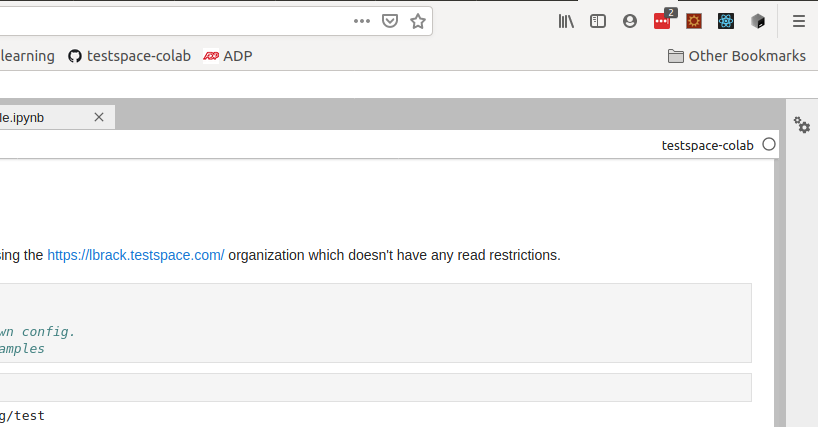 2
learning testspace-colab ADP Other Bookmarks
le.ipynb
testspace-colab
sing the https://lbrack.testspace.com/ organization which doesn't have any read restrictions.
wn config.
amples
g/test